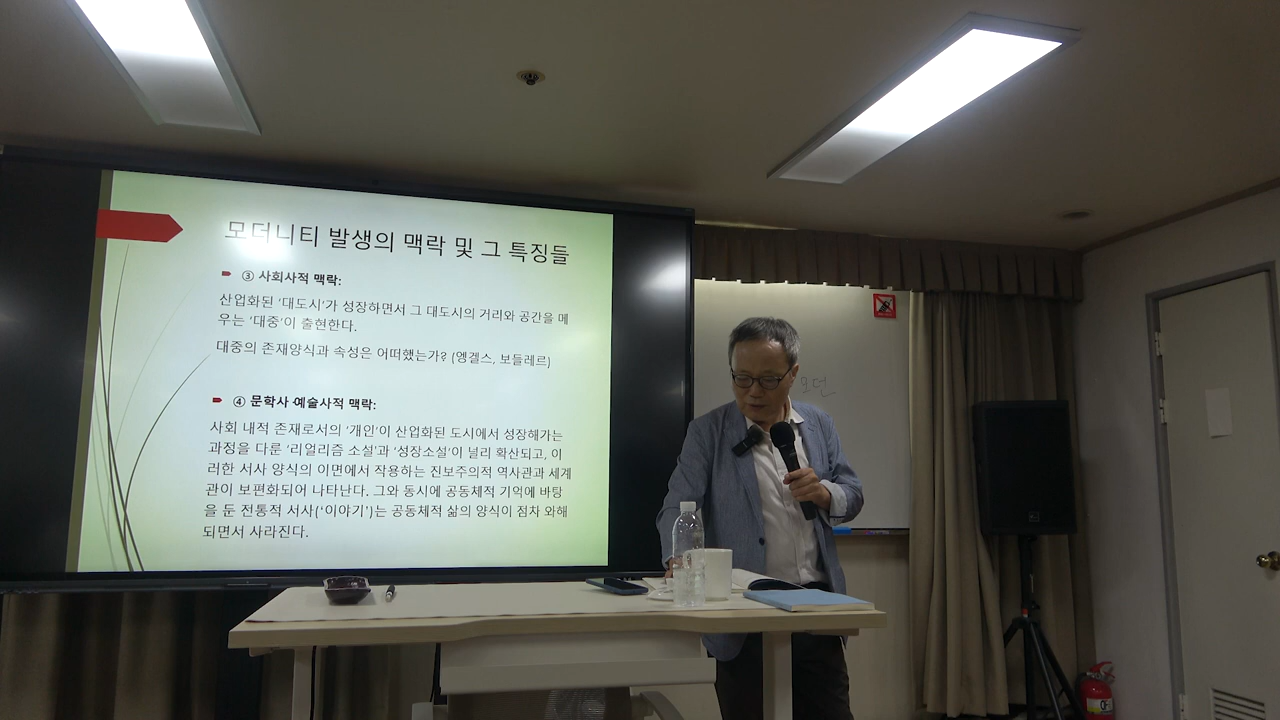 모더니티 발생의 맥락 및 그 특징들
③ 사회사적 맥락:
산업화된 '대도시'가 성장하면서 그 대도시의 거리와 공간을 메
우는 '대중'이 출현한다.
대중의 존재양식과 속성은 어떠했는가? (엥겔스, 보들레르)
④ 문학사 예술사적 맥락:
사회 내적 존재로서의 '개인'이 산업화된 도시에서 성장해가는
과정을 다룬 '리얼리즘 소설'과 '성장소설'이 널리 확산되고, 이
러한 서사 양식의 이면에서 작용하는 진보주의적 역사관과 세계
관이 보편화되어 나타난다. 그와 동시에 공동체적 기억에 바탕
을 둔 전통적 서사('이야기')는 공동체적 삶의 양식이 점차 와해
되면서 사라진다.
모던